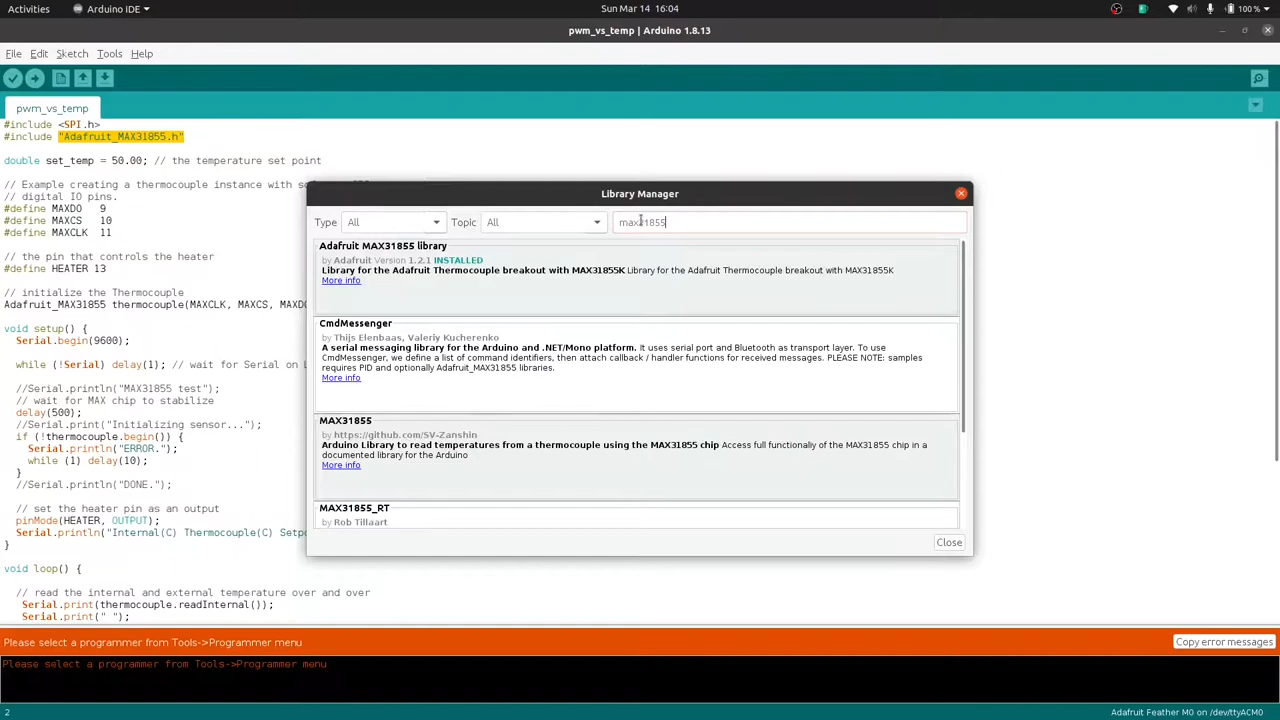 Activities
Arduino IDE
Sun Mar 14 16:04
100 %
pwm_vs_temp | Arduino 1.8.13
File Edit Sketch Tools Help
pwm_vs_temp
#include <SPI.h>
#include "Adafruit_MAX31855.h"
double set_temp = 50.00; // the temperature set point
// Example creating a thermocouple instance with
// digital IO pins.
#define MAXDO 9
#define MAXCS 10
#define MAXCLK 11
// the pin that controls the heater
#define HEATER 13
// initialize the Thermocouple
Adafruit_MAX31855 thermocouple(MAXCLK, MAXCS, MAXDO
void setup() {
Serial.begin(9600);
while (!Serial) delay(1); // wait for Serial on
//Serial.println("MAX31855 test");
// wait for MAX chip to stabilize
delay(500);
//Serial.print("Initializing sensor...");
if (!thermocouple.begin()) {
Serial.println("ERROR.");
while (1) delay(10);
}
//Serial.println("DONE.");
// set the heater pin as an output
pinMode(HEATER, OUTPUT);
Serial.println("Internal(C) Thermocouple(C) Setpo
}
void loop() {
// read the internal and external temperature over and over
Serial.print(thermocouple.readInternal());
Serial.print(" ");
Library Manager
Type All Topic All max31855
Adafruit MAX31855 library
by Adafruit Version 1.2.1 INSTALLED
Library for the Adafruit Thermocouple breakout with MAX31855K Library for the Adafruit Thermocouple breakout with MAX31855K
More info
CmdMessenger
by Thijs Elenbaas, Valeriy Kucherenko
A serial messaging library for the Arduino and .NET/Mono platform. It uses serial port and Bluetooth as transport layer. To use
CmdMessenger, we define a list of command identifiers, then attach callback / handler functions for received messages. PLEASE NOTE: samples
requires PID and optionally Adafruit_MAX31855 libraries.
More info
MAX31855
by https://github.com/SV-Zanshin
Arduino Library to read temperatures from a thermocouple using the MAX31855 chip Access full functionaliy of the MAX31855 chip in a
documented library for the Arduino
More info
MAX31855_RT
by Rob Tillaart
Close
Please select a programmer from Tools->Programmer menu
Copy error messages
Please select a programmer from Tools->Programmer menu
2
Adafruit Feather M0 on /dev/ttyACM0